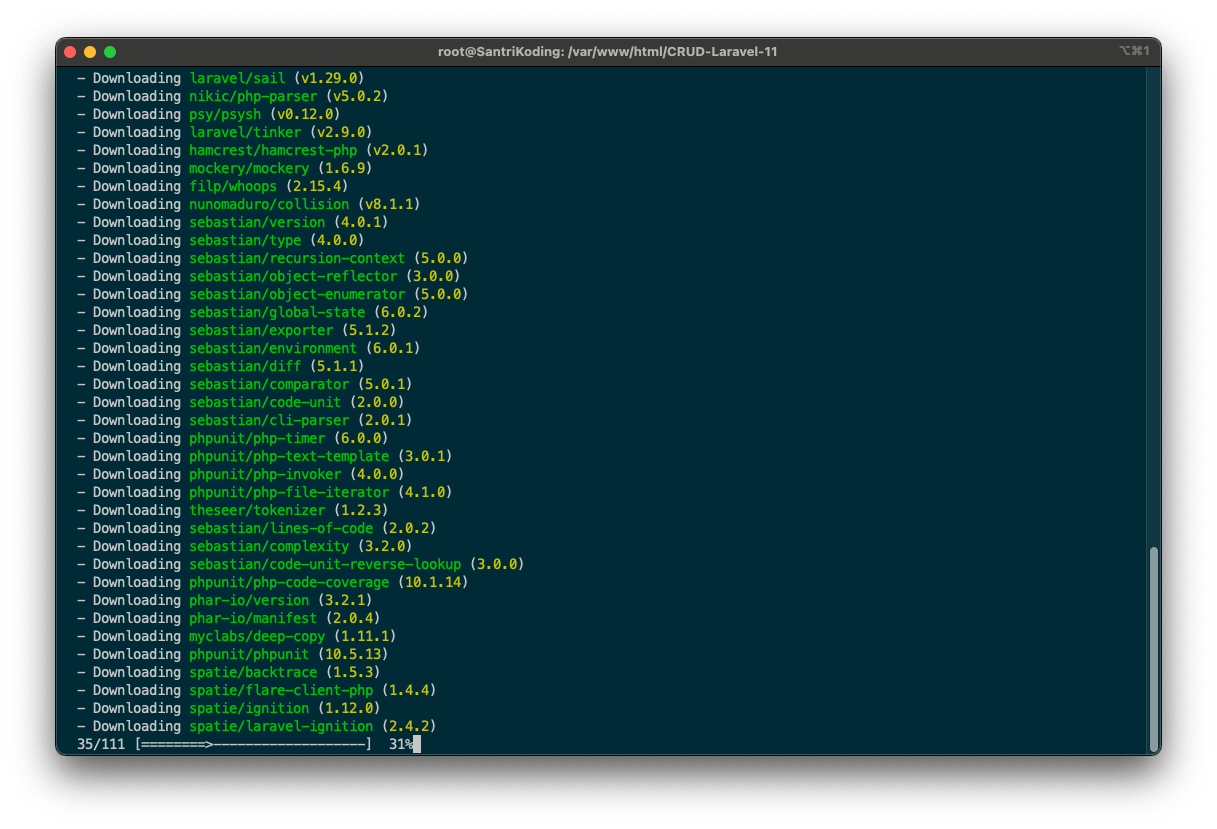 root@SantriKoding: /var/www/html/CRUD-Laravel-11 ⌥⌘1
– Downloading laravel/sail (v1.29.0)
– Downloading nikic/php-parser (v5.0.2)
– Downloading psy/psysh (v0.12.0)
– Downloading laravel/tinker (v2.9.0)
– Downloading hamcrest/hamcrest-php (v2.0.1)
– Downloading mockery/mockery (1.6.9)
– Downloading filp/whoops (2.15.4)
– Downloading nunomaduro/collision (v8.1.1)
– Downloading sebastian/version (4.0.1)
– Downloading sebastian/type (4.0.0)
– Downloading sebastian/recursion-context (5.0.0)
– Downloading sebastian/object-reflector (3.0.0)
– Downloading sebastian/object-enumerator (5.0.0)
– Downloading sebastian/global-state (6.0.2)
– Downloading sebastian/exporter (5.1.2)
– Downloading sebastian/environment (6.0.1)
– Downloading sebastian/diff (5.1.1)
– Downloading sebastian/comparator (5.0.1)
– Downloading sebastian/code-unit (2.0.0)
– Downloading sebastian/cli-parser (2.0.1)
– Downloading phpunit/php-timer (6.0.0)
– Downloading phpunit/php-text-template (3.0.1)
– Downloading phpunit/php-invoker (4.0.0)
– Downloading phpunit/php-file-iterator (4.1.0)
– Downloading theseer/tokenizer (1.2.3)
– Downloading sebastian/lines-of-code (2.0.2)
– Downloading sebastian/complexity (3.2.0)
– Downloading sebastian/code-unit-reverse-lookup (3.0.0)
– Downloading phpunit/php-code-coverage (10.1.14)
– Downloading phar-io/version (3.2.1)
– Downloading phar-io/manifest (2.0.4)
– Downloading myclabs/deep-copy (1.11.1)
– Downloading phpunit/phpunit (10.5.13)
– Downloading spatie/backtrace (1.5.3)
– Downloading spatie/flare-client-php (1.4.4)
– Downloading spatie/ignition (1.12.0)
– Downloading spatie/laravel-ignition (2.4.2)
35/111 [========>-------------------] 31%